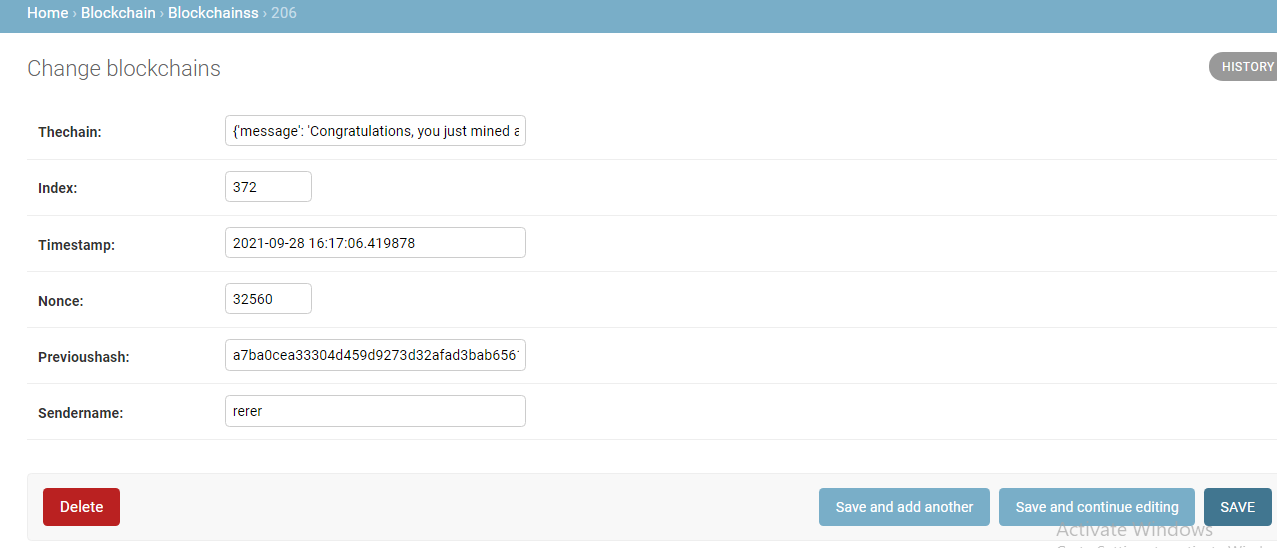 Home › Blockchain › Blockchainss › 206
Change blockchains
HISTORY
Thechain: {'message': 'Congratulations, you just mined a
Index: 372
Timestamp: 2021-09-28 16:17:06.419878
Nonce: 32560
Previoushash: a7ba0cea33304d459d9273d32afad3bab656
Sendername: rerer
Delete Save and add another Save and continue editing SAVE
Activate Windows